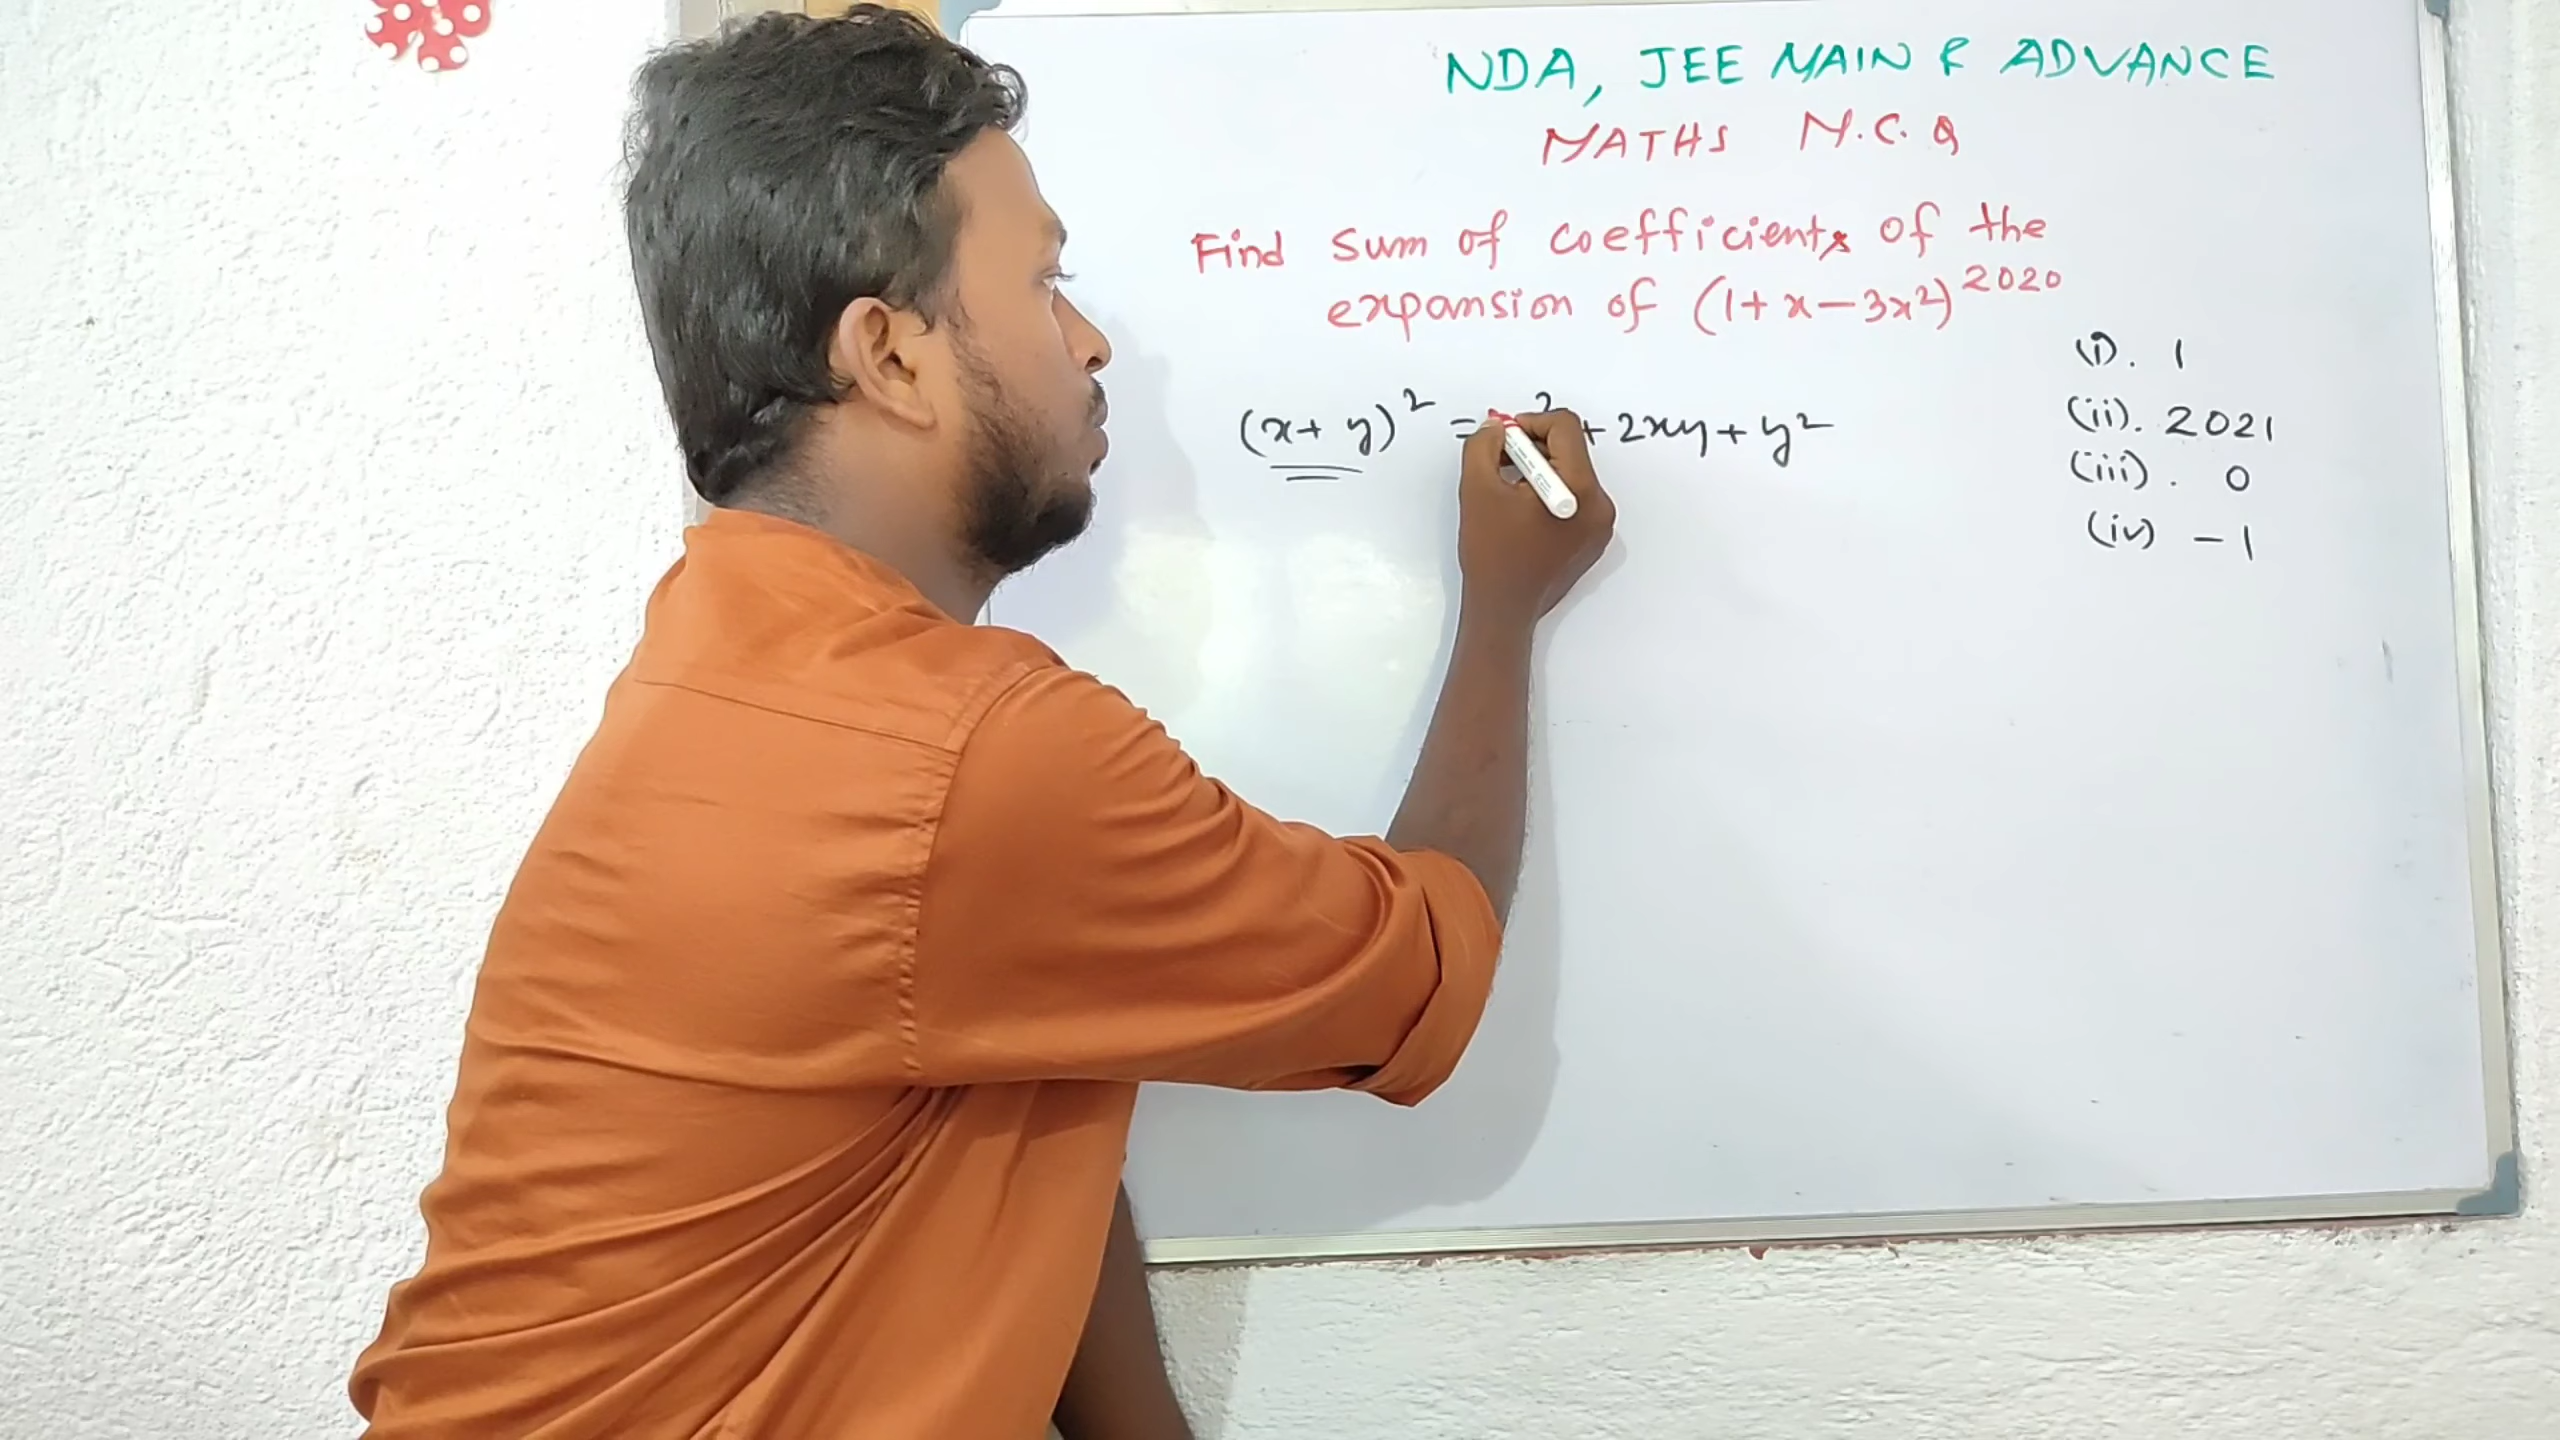 NDA, JEE MAIN & ADVANCE
MATHS M.C.Q
Find sum of coefficients of the
expansion of (1+x-3x²)²⁰²⁰
(i). 1
(x+y)² = ² + 2xy + y²
(ii). 2021
(iii). 0
(iv) -1